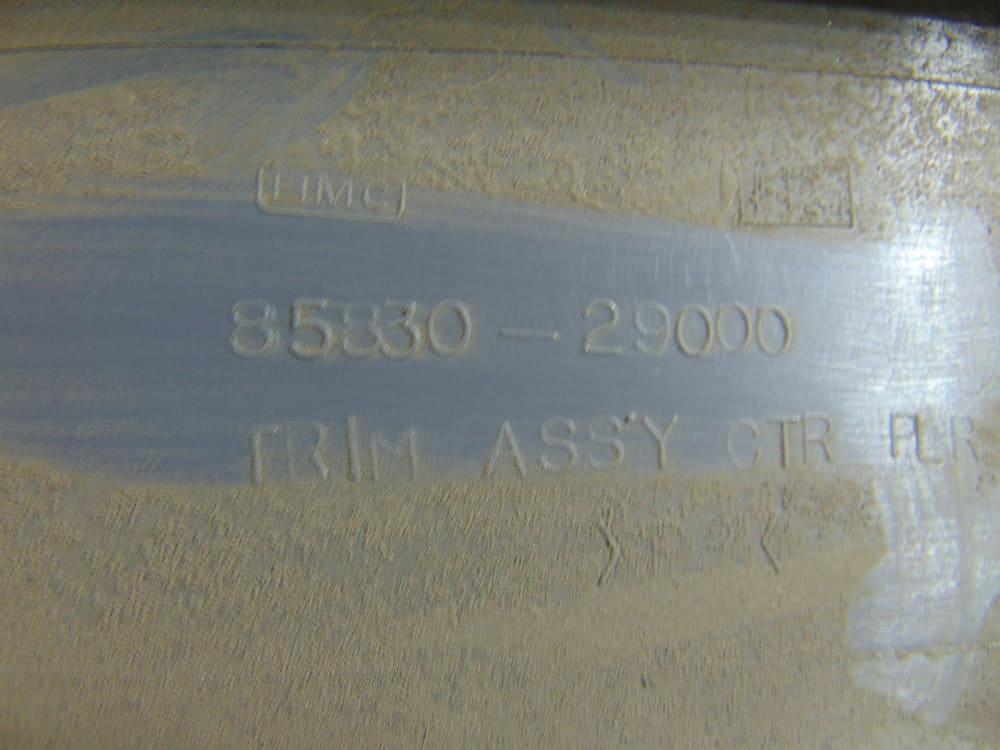 HMC
85830-29000
TRIM ASS'Y CTR PLR